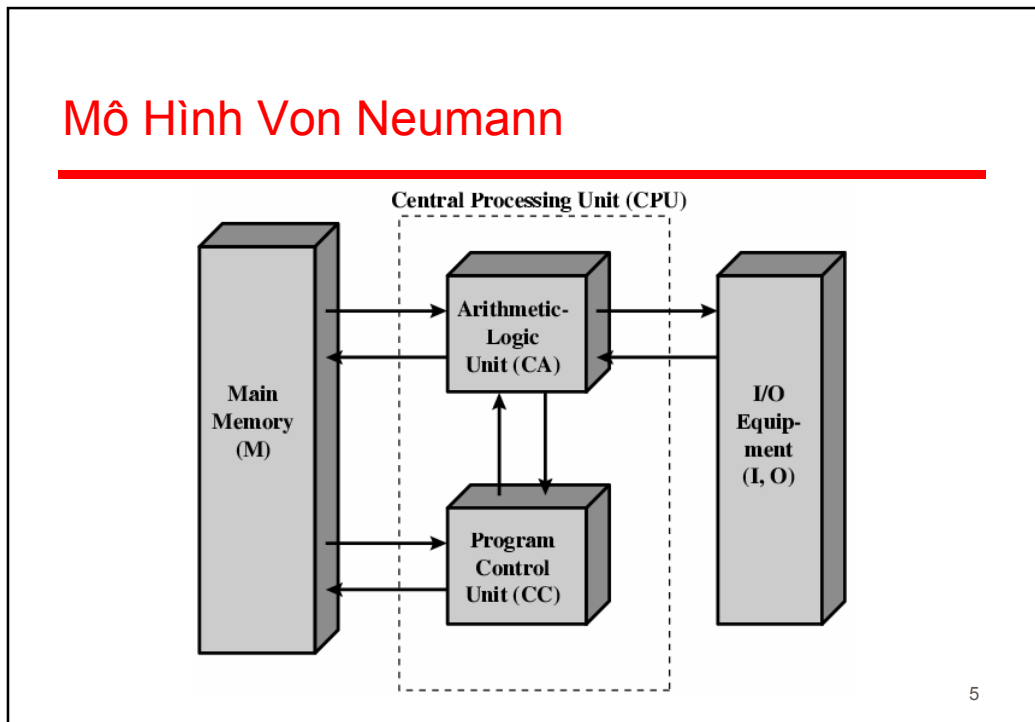 Mô Hình Von Neumann
Central Processing Unit (CPU)
Main
Memory
(M)
Arithmetic-
Logic
Unit (CA)
Program
Control
Unit (CC)
I/O
Equip-
ment
(I, O)
5